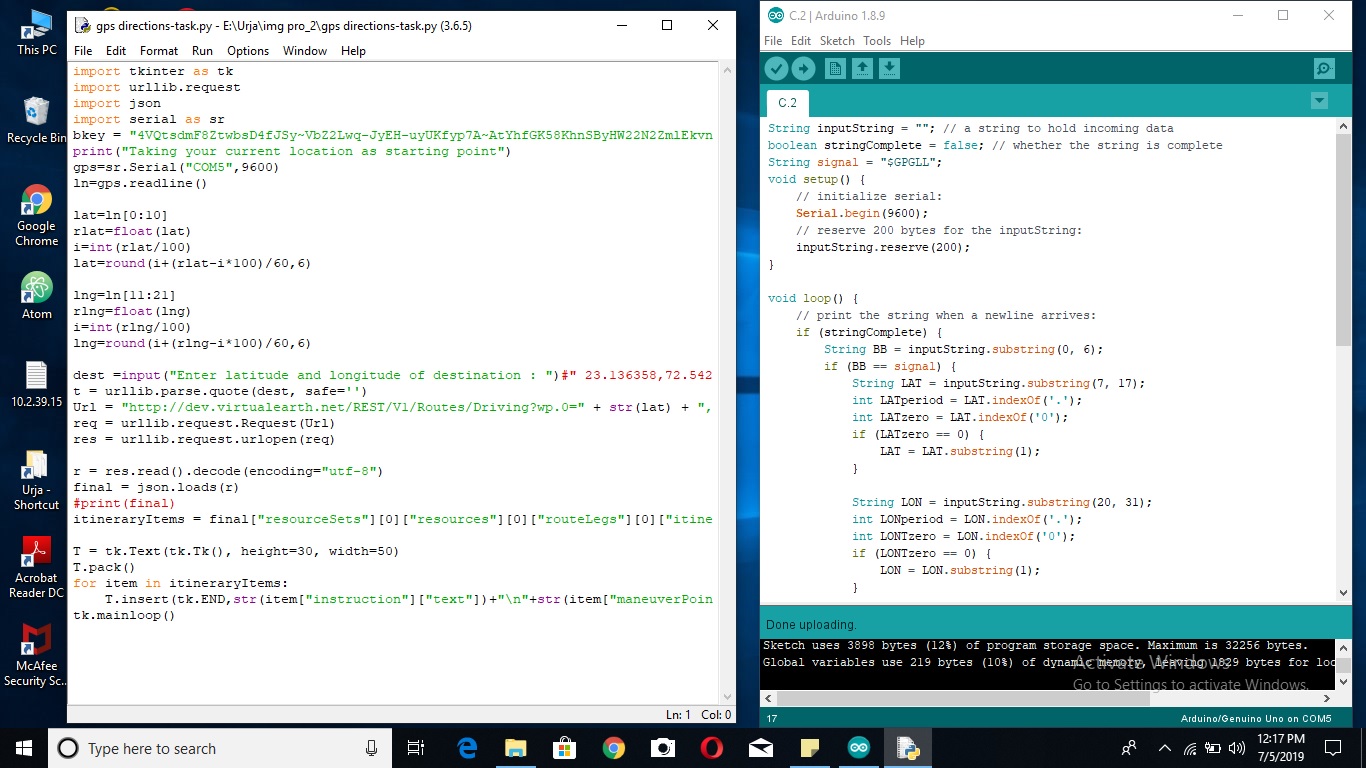 This PC
Recycle Bin
Google
Chrome
Atom
10.2.39.15
Urja -
Shortcut
Acrobat
Reader DC
McAfee
Security Sc...
gps directions-task.py - E:\Urja\img pro_2\gps directions-task.py (3.6.5)
File Edit Format Run Options Window Help
import tkinter as tk
import urllib.request
import json
import serial as sr
bkey = "4VQtsdmF8ZtwbsD4fJSy~VbZ2Lwq-JyEH-uyUKfyp7A~AtYhfGK58KhnSByHW22N2ZmlEkvn
print("Taking your current location as starting point")
gps=sr.Serial("COM5",9600)
ln=gps.readline()
lat=ln[0:10]
rlat=float(lat)
i=int(rlat/100)
lat=round(i+(rlat-i*100)/60,6)
lng=ln[11:21]
rlng=float(lng)
i=int(rlng/100)
lng=round(i+(rlng-i*100)/60,6)
dest =input("Enter latitude and longitude of destination : ")#" 23.136358,72.542
t = urllib.parse.quote(dest, safe='')
Url = "http://dev.virtualearth.net/REST/V1/Routes/Driving?wp.0=" + str(lat) + ",
req = urllib.request.Request(Url)
res = urllib.request.urlopen(req)
r = res.read().decode(encoding="utf-8")
final = json.loads(r)
#print(final)
itineraryItems = final["resourceSets"][0]["resources"][0]["routeLegs"][0]["itine
T = tk.Text(tk.Tk(), height=30, width=50)
T.pack()
for item in itineraryItems:
    T.insert(tk.END,str(item["instruction"]["text"])+"\n"+str(item["maneuverPoin
tk.mainloop()
Ln: 1 Col: 0
C.2 | Arduino 1.8.9
File Edit Sketch Tools Help
C.2
String inputString = ""; // a string to hold incoming data
boolean stringComplete = false; // whether the string is complete
String signal = "$GPGLL";
void setup() {
    // initialize serial:
    Serial.begin(9600);
    // reserve 200 bytes for the inputString:
    inputString.reserve(200);
}
void loop() {
    // print the string when a newline arrives:
    if (stringComplete) {
        String BB = inputString.substring(0, 6);
        if (BB == signal) {
            String LAT = inputString.substring(7, 17);
            int LATperiod = LAT.indexOf('.');
            int LATzero = LAT.indexOf('0');
            if (LATzero == 0) {
                LAT = LAT.substring(1);
            }
            String LON = inputString.substring(20, 31);
            int LONperiod = LON.indexOf('.');
            int LONTzero = LON.indexOf('0');
            if (LONTzero == 0) {
                LON = LON.substring(1);
            }
Done uploading.
Sketch uses 3898 bytes (12%) of program storage space. Maximum is 32256 bytes.
Global variables use 219 bytes (10%) of dynamic memory, leaving 1829 bytes for loc
Activate Windows
Go to Settings to activate Windows.
17
Arduino/Genuino Uno on COM5
Type here to search
12:17 PM
7/5/2019